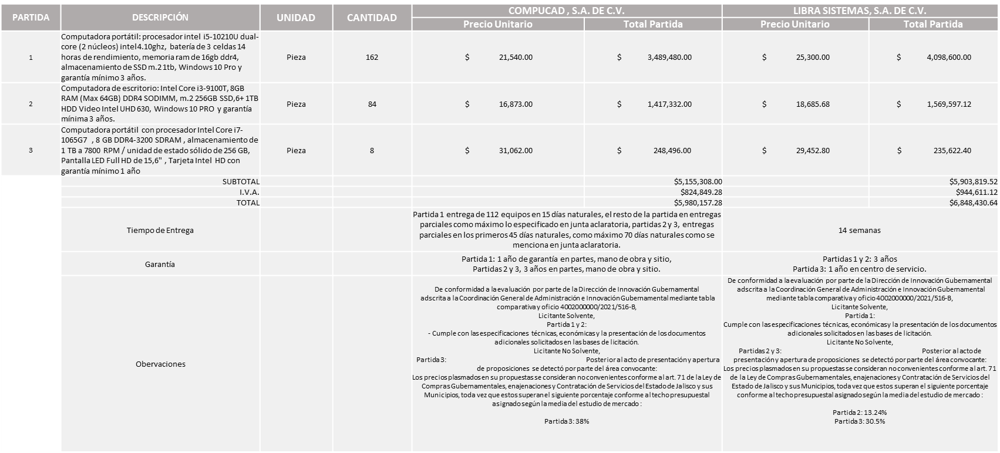 PARTIDA DESCRIPCIÓN UNIDAD CANTIDAD COMPUCAD , S.A. DE C.V. LIBRA SISTEMAS, S.A. DE C.V.
Precio Unitario Total Partida Precio Unitario Total Partida
Computadora portátil: procesador intel i5-10210U dual-
core (2 núcleos) intel 4.10ghz, batería de 3 celdas 14
horas de rendimiento, memoria ram de 16gb ddr4,
almacenamiento de SSD m.2 1tb, Windows 10 Pro y
garantía mínimo 3 años.
1 Pieza 162 $ 21,540.00 $ 3,489,480.00 $ 25,300.00 $ 4,098,600.00
Computadora de escritorio: Intel Core i3-9100T, 8GB
RAM (Max 64GB) DDR4 SODIMM, m.2 256GB SSD,6+ 1TB
HDD Video Intel UHD 630, Windows 10 PRO y garantía
mínima 3 años.
2 Pieza 84 $ 16,873.00 $ 1,417,332.00 $ 18,685.68 $ 1,569,597.12
Computadora portátil con procesador Intel Core i7-
1065G7 , 8 GB DDR4-3200 SDRAM , almacenamiento de
1 TB a 7800 RPM / unidad de estado sólido de 256 GB,
Pantalla LED Full HD de 15,6" , Tarjeta Intel HD con
garantía mínimo 1 año
3 Pieza 8 $ 31,062.00 $ 248,496.00 $ 29,452.80 $ 235,622.40
SUBTOTAL $5,155,308.00 $5,903,819.52
I.V.A. $824,849.28 $944,611.12
TOTAL $5,980,157.28 $6,848,430.64
Tiempo de Entrega
Partida 1 entrega de 112 equipos en 15 días naturales, el resto de la partida en entregas
parciales como máximo lo especificado en junta aclaratoria, partidas 2 y 3, entregas
parciales en los primeros 45 días naturales, como máximo 70 días naturales como se
menciona en junta aclaratoria.
14 semanas
Garantía
Partida 1: 1 año de garantía en partes, mano de obra y sitio,
Partidas 2 y 3, 3 años en partes, mano de obra y sitio.
Partidas 1 y 2: 3 años
Partida 3: 1 año en centro de servicio.
Obervaciones
De conformidad a la evaluación por parte de la Dirección de Innovación Gubernamental
adscrita a la Coordinación General de Administración e Innovación Gubernamental mediante tabla
comparativa y oficio 4002000000/2021/516-B,
Licitante Solvente,
Partida 1 y 2:
- Cumple con las especificaciones técnicas, económicas y la presentación de los documentos
adicionales solicitados en las bases de licitación.
Licitante No Solvente,
Partida 3: Posterior al acto de presentación y apertura
de proposiciones se detectó por parte del área convocante:
Los precios plasmados en su propuestas se consideran no convenientes conforme al art. 71 de la Ley de
Compras Gubernamentales, enajenaciones y Contratación de Servicios del Estado de Jalisco y sus
Municipios, toda vez que estos superan el siguiente porcentaje conforme al techo presupuestal
asignado según la media del estudio de mercado :
Partida 3: 38%
De conformidad a la evaluación por parte de la Dirección de Innovación Gubernamental
adscrita a la Coordinación General de Administración e Innovación Gubernamental
mediante tabla comparativa y oficio 4002000000/2021/516-B,
Licitante Solvente,
Partida 1:
Cumple con las especificaciones técnicas, económicas y la presentación de los documentos
adicionales solicitados en las bases de licitación.
Licitante No Solvente,
Partidas 2 y 3: Posterior al acto de
presentación y apertura de proposiciones se detectó por parte del área convocante:
Los precios plasmados en su propuestas se consideran no convenientes conforme al art. 71
de la Ley de Compras Gubernamentales, enajenaciones y Contratación de Servicios del
Estado de Jalisco y sus Municipios, toda vez que estos superan el siguiente porcentaje
conforme al techo presupuestal asignado según la media del estudio de mercado :
Partida 2: 13.24%
Partida 3: 30.5%